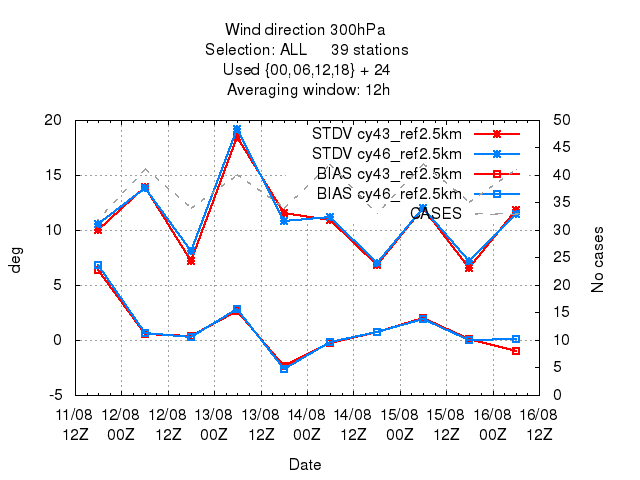 Wind direction 300hPa
Selection: ALL 39 stations
Used {00,06,12,18} + 24
Averaging window: 12h
20 15 10 5 0 -5
deg
50 45 40 35 30 25 20 15 10 5 0
No cases
STDV cy43_ref2.5km
STDV cy46_ref2.5km
BIAS cy43_ref2.5km
BIAS cy46_ref2.5km
CASES
11/08 12/08 12/08 13/08 13/08 14/08 14/08 15/08 15/08 16/08 16/08
12Z 00Z 12Z 00Z 12Z 00Z 12Z 00Z 12Z 00Z 12Z
Date